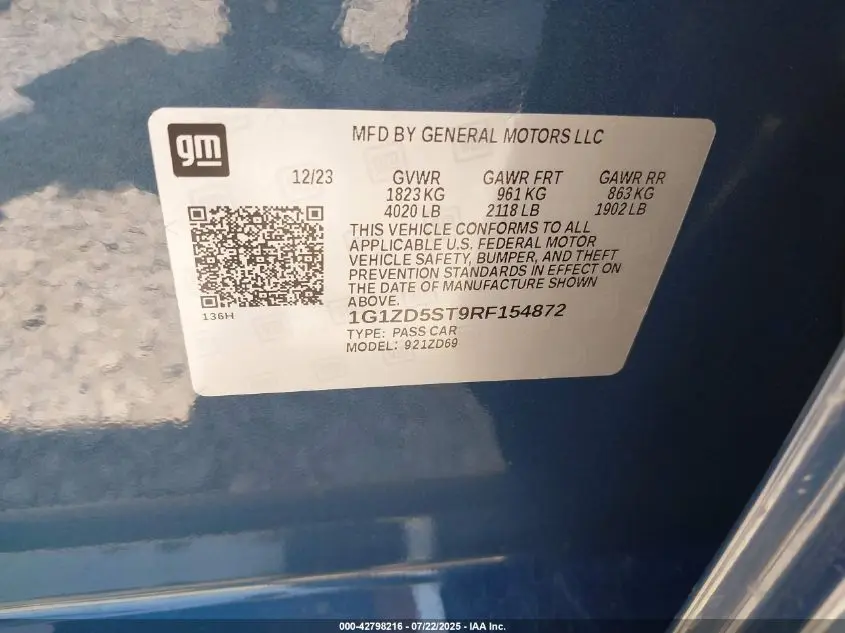 gm
MFD BY GENERAL MOTORS LLC
12/23 GVWR GAWR FRT GAWR RR
1823 KG 961 KG 863 KG
4020 LB 2118 LB 1902 LB
THIS VEHICLE CONFORMS TO ALL
APPLICABLE U.S. FEDERAL MOTOR
VEHICLE SAFETY, BUMPER, AND THEFT
PREVENTION STANDARDS IN EFFECT ON
THE DATE OF MANUFACTURE SHOWN
ABOVE.
136H
1G1ZD5ST9RF154872
TYPE: PASS CAR
MODEL: 921ZD69
000-42798216 - 07/22/2025 - IAA Inc.